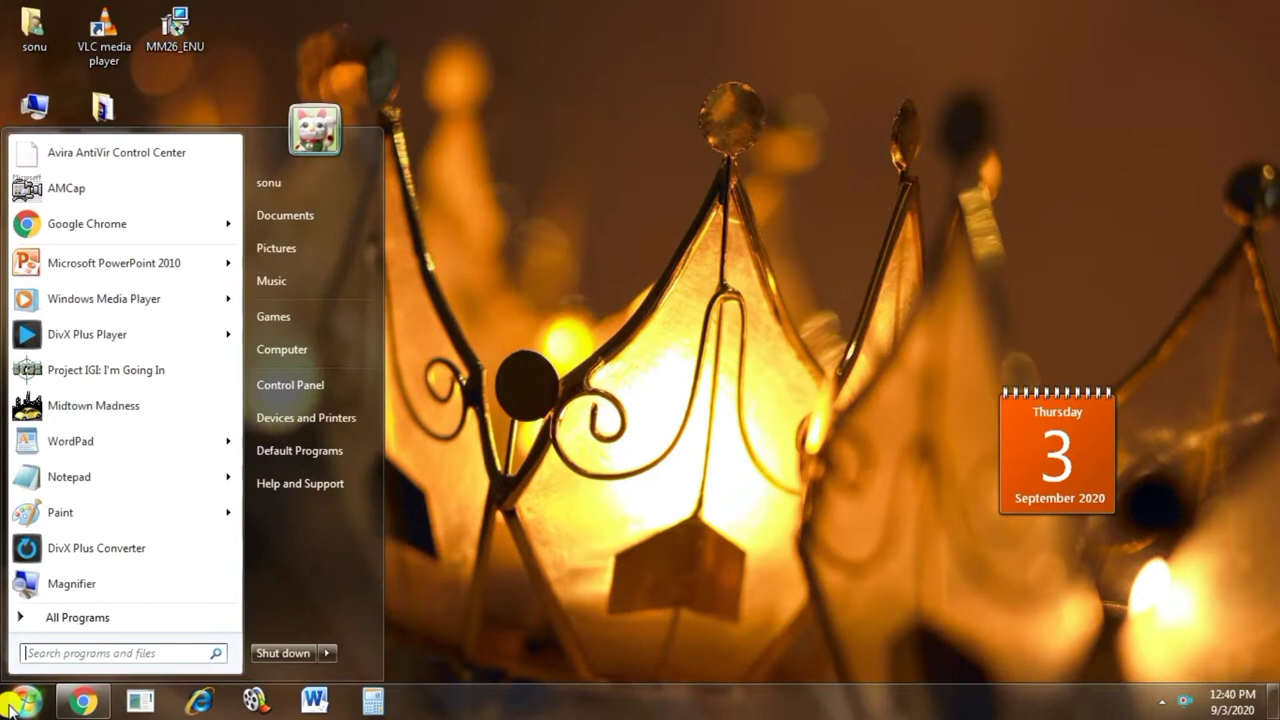 sonu
VLC media
player
MM26_ENU
Avira AntiVir Control Center
Microsoft
AMCap
Google Chrome
Microsoft PowerPoint 2010
Windows Media Player
DivX Plus Player
Project IGI: I'm Going In
Midtown Madness
WordPad
Notepad
Paint
DivX Plus Converter
Magnifier
All Programs
Search programs and files
sonu
Documents
Pictures
Music
Games
Computer
Control Panel
Devices and Printers
Default Programs
Help and Support
Shut down
Thursday
3
September 2020
12:40 PM
9/3/2020